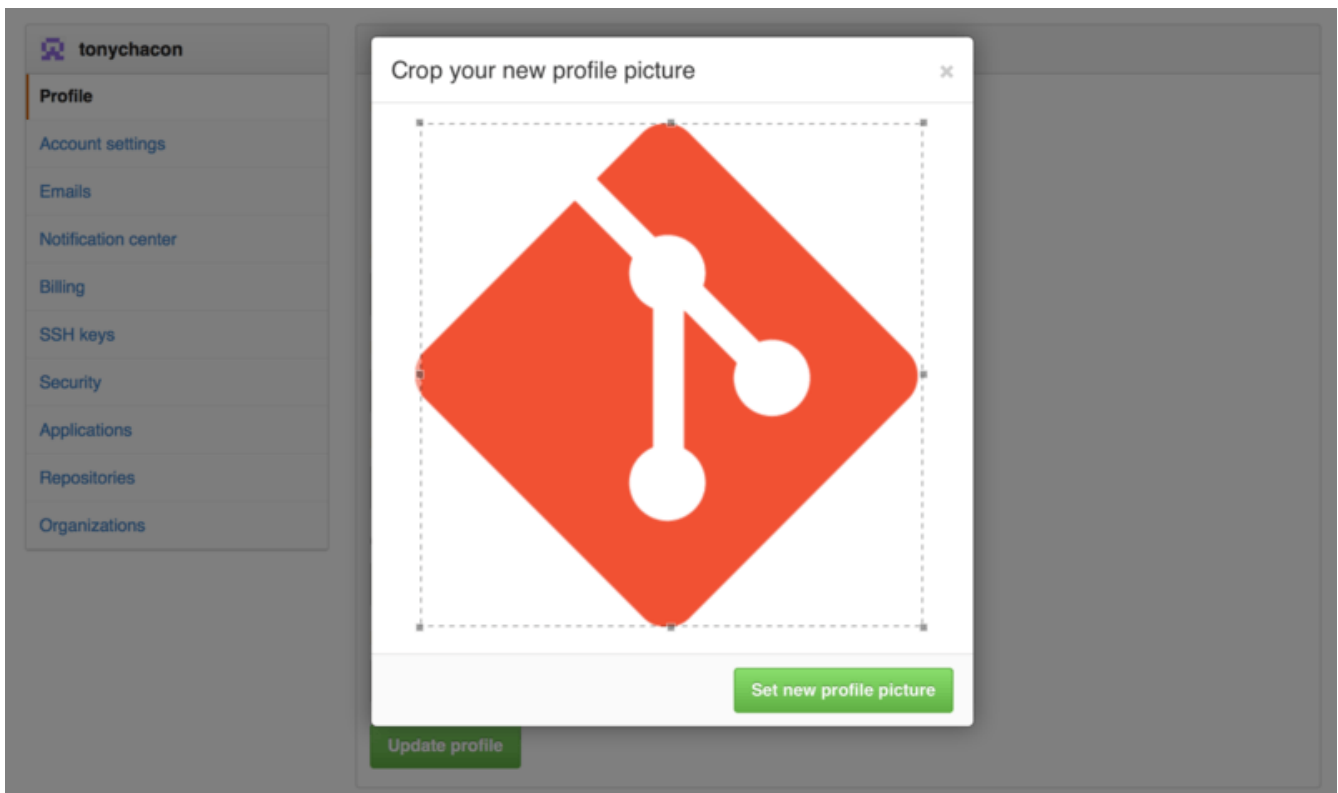 tonychacon
Profile
Account settings
Emails
Notification center
Billing
SSH keys
Security
Applications
Repositories
Organizations
Crop your new profile picture
×
Set new profile picture
Update profile